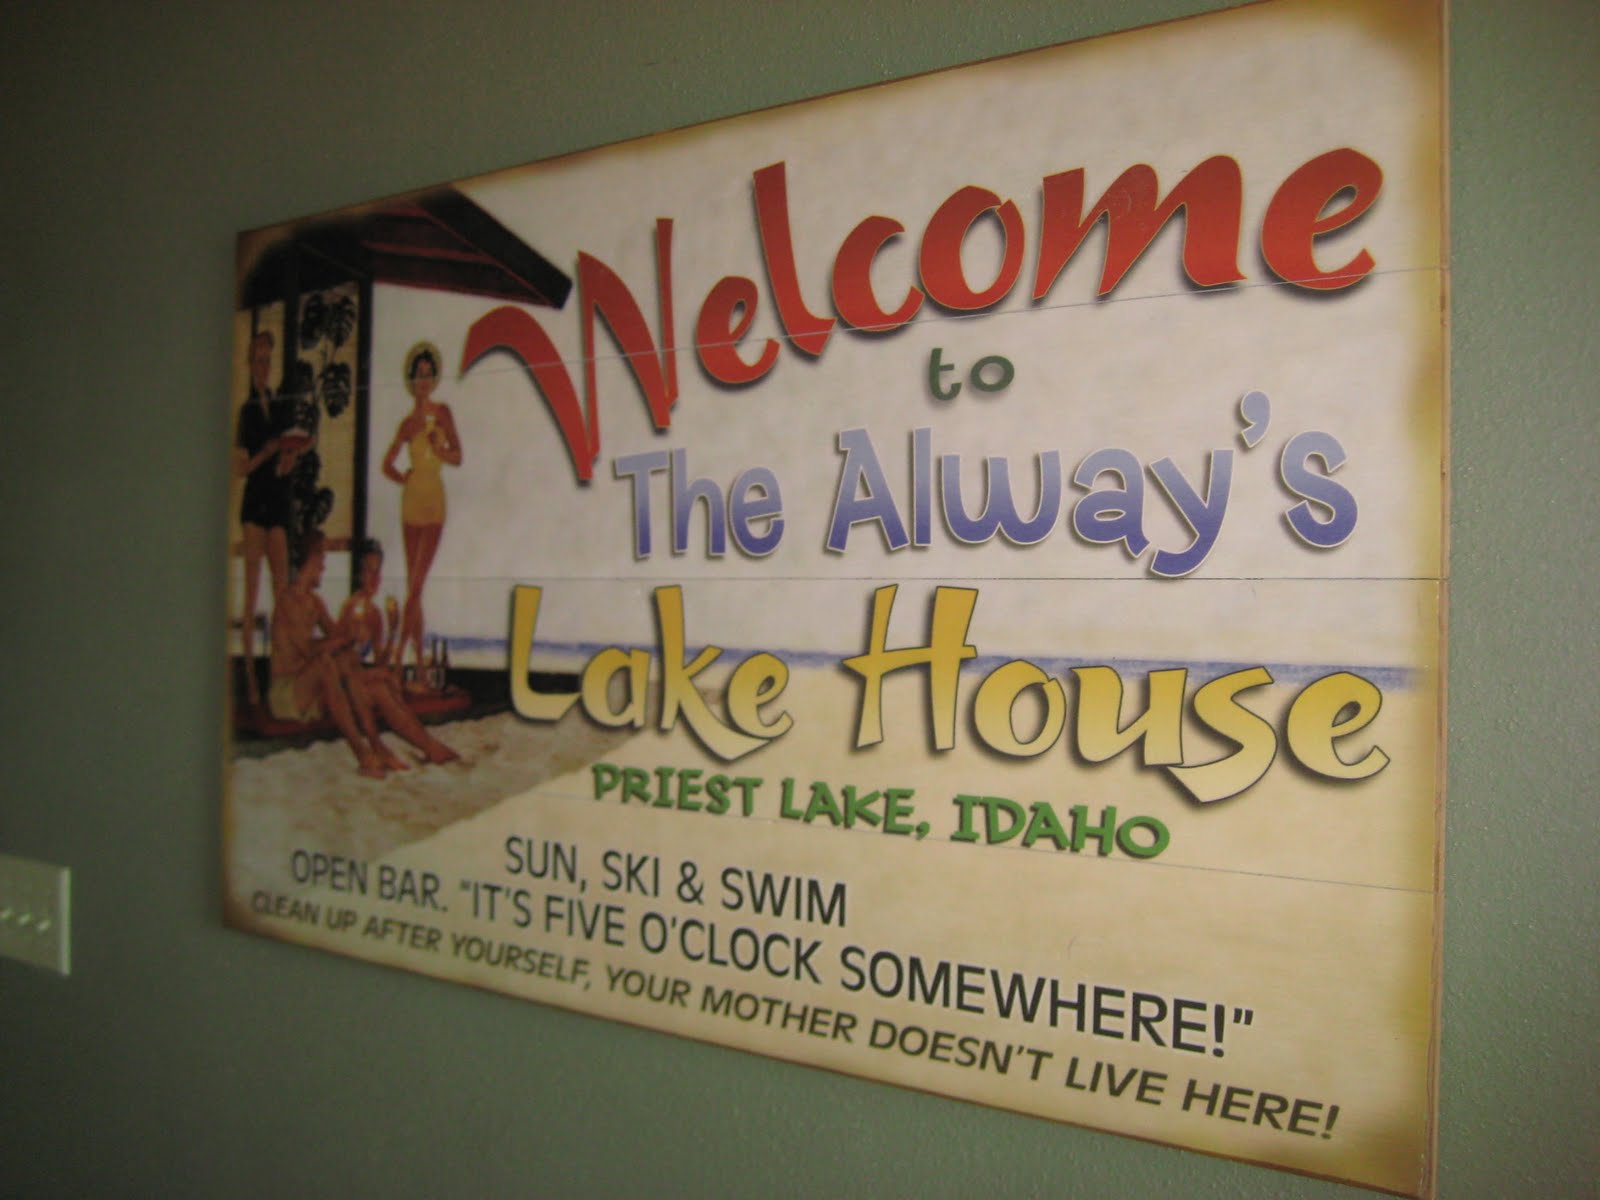 Welcome
to
The Alway's
Lake House
PRIEST LAKE, IDAHO
SUN, SKI & SWIM
OPEN BAR. "IT'S FIVE O'CLOCK SOMEWHERE!"
CLEAN UP AFTER YOURSELF, YOUR MOTHER DOESN'T LIVE HERE!